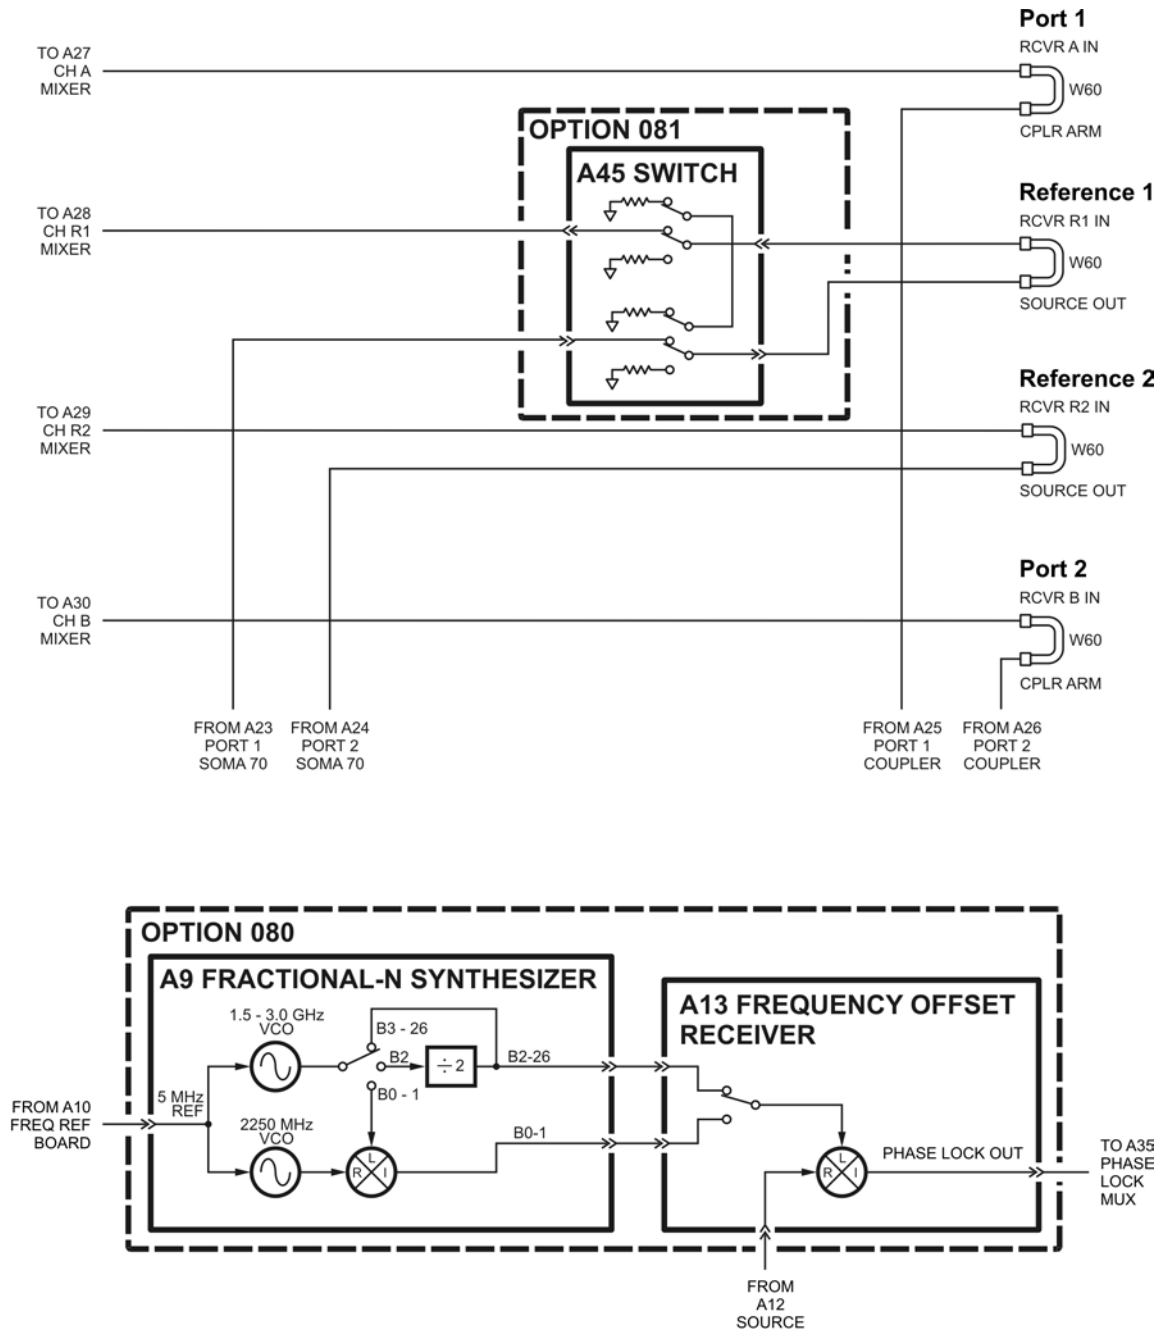 Port 1
RCVR A IN
TO A27
CH A
MIXER
W60
CPLR ARM
OPTION 081
A45 SWITCH
Reference 1
RCVR R1 IN
TO A28
CH R1
MIXER
W60
SOURCE OUT
Reference 2
RCVR R2 IN
TO A29
CH R2
MIXER
W60
SOURCE OUT
Port 2
RCVR B IN
TO A30
CH B
MIXER
W60
CPLR ARM
FROM A23
PORT 1
SOMA 70
FROM A24
PORT 2
SOMA 70
FROM A25
PORT 1
COUPLER
FROM A26
PORT 2
COUPLER
OPTION 080
A9 FRACTIONAL-N SYNTHESIZER
1.5 - 3.0 GHz
VCO
B3 - 26
B2
÷ 2
B2-26
B0 - 1
5 MHz
REF
2250 MHz
VCO
R
L
I
B0-1
FROM A10
FREQ REF
BOARD
A13 FREQUENCY OFFSET
RECEIVER
R
L
I
PHASE LOCK OUT
TO A35
PHASE
LOCK
MUX
FROM
A12
SOURCE